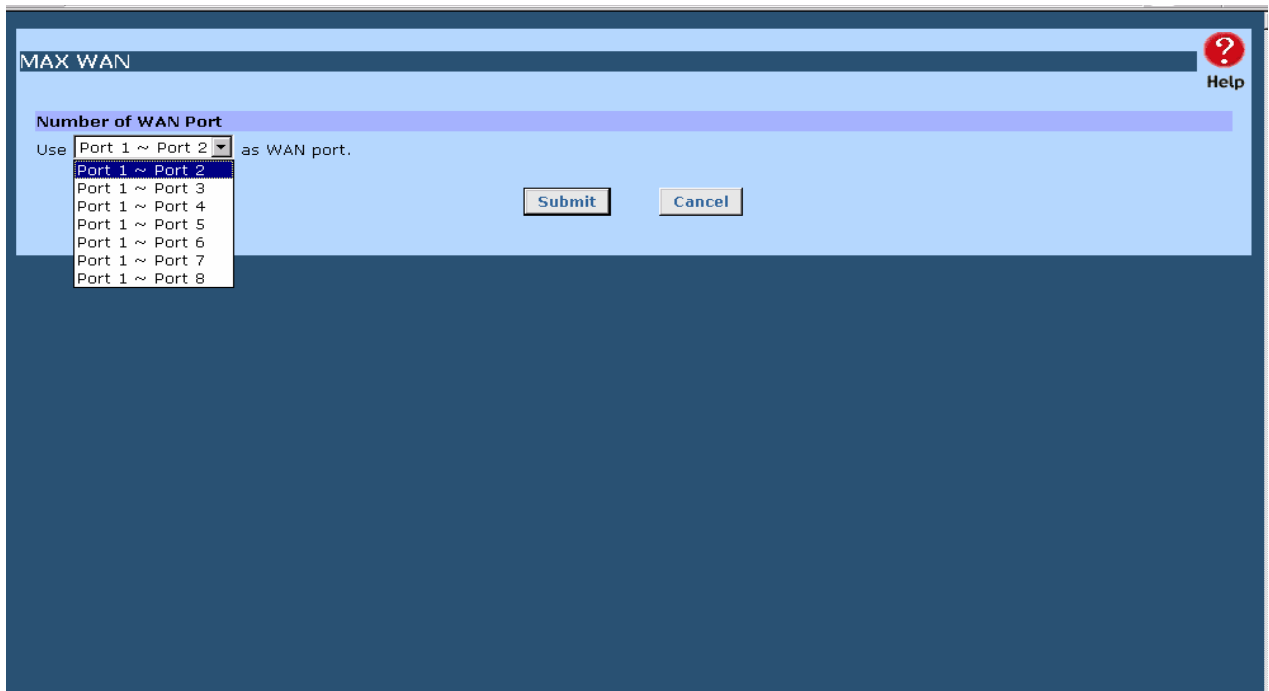 MAX WAN
Help
Number of WAN Port
Use Port 1 ~ Port 2 as WAN port.
Port 1 ~ Port 2
Port 1 ~ Port 3
Port 1 ~ Port 4
Port 1 ~ Port 5
Port 1 ~ Port 6
Port 1 ~ Port 7
Port 1 ~ Port 8
Submit Cancel